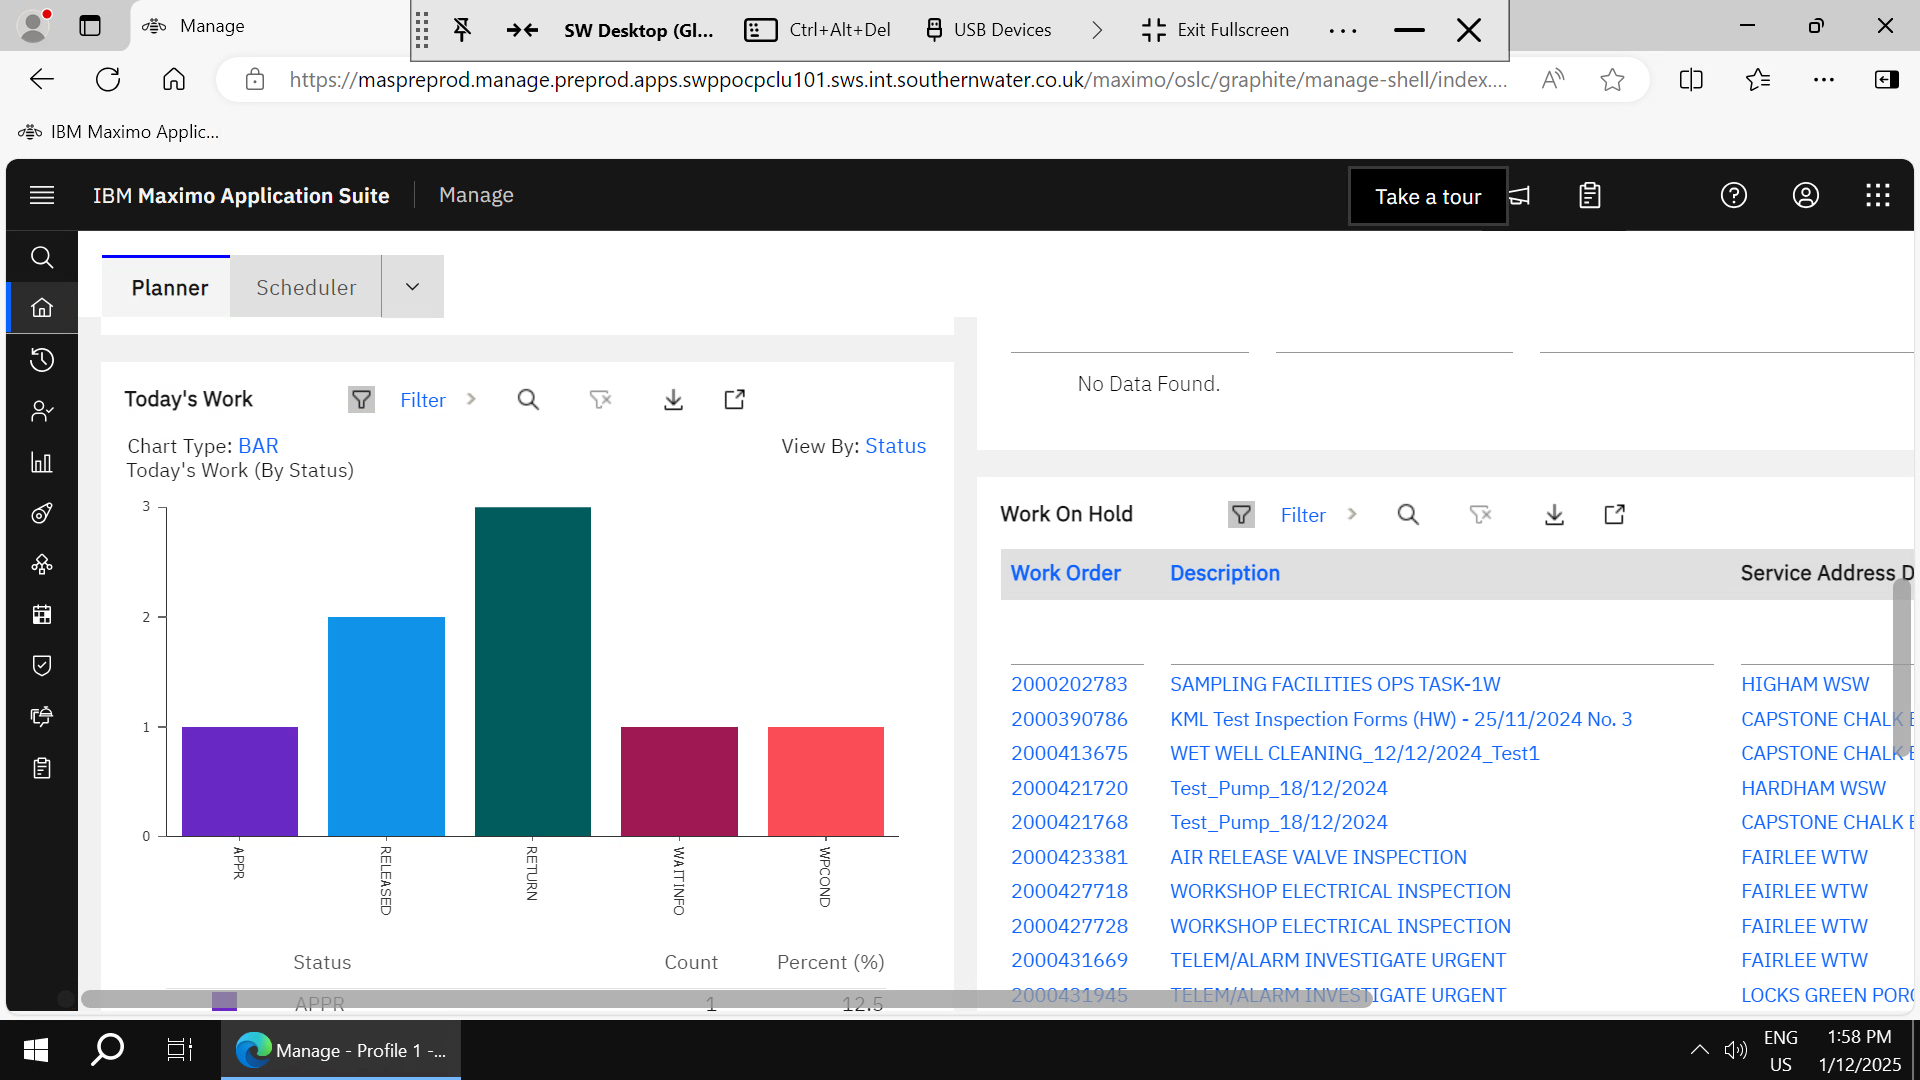 Manage
SW Desktop (Gl...
Ctrl+Alt+Del
USB Devices
Exit Fullscreen
https://maspreprod.manage.preprod.apps.swppocpclu101.sws.int.southernwater.co.uk/maximo/oslc/graphite/manage-shell/index....
IBM Maximo Applic...
IBM Maximo Application Suite
Manage
Take a tour
Planner
Scheduler
No Data Found.
Today's Work
Filter
Chart Type: BAR
View By: Status
Today's Work (By Status)
3
2
1
0
APPR
RELEASED
RETURN
WAITINFO
WPCOND
Status Count Percent (%)
APPR 1 12.5
Work On Hold
Filter
Work Order Description Service Address D
2000202783 SAMPLING FACILITIES OPS TASK-1W HIGHAM WSW
2000390786 KML Test Inspection Forms (HW) - 25/11/2024 No. 3 CAPSTONE CHALK E
2000413675 WET WELL CLEANING_12/12/2024_Test1 CAPSTONE CHALK E
2000421720 Test_Pump_18/12/2024 HARDHAM WSW
2000421768 Test_Pump_18/12/2024 CAPSTONE CHALK E
2000423381 AIR RELEASE VALVE INSPECTION FAIRLEE WTW
2000427718 WORKSHOP ELECTRICAL INSPECTION FAIRLEE WTW
2000427728 WORKSHOP ELECTRICAL INSPECTION FAIRLEE WTW
2000431669 TELEM/ALARM INVESTIGATE URGENT FAIRLEE WTW
2000431945 TELEM/ALARM INVESTIGATE URGENT LOCKS GREEN PORC
Manage - Profile 1 -...
ENG
US
1:58 PM
1/12/2025